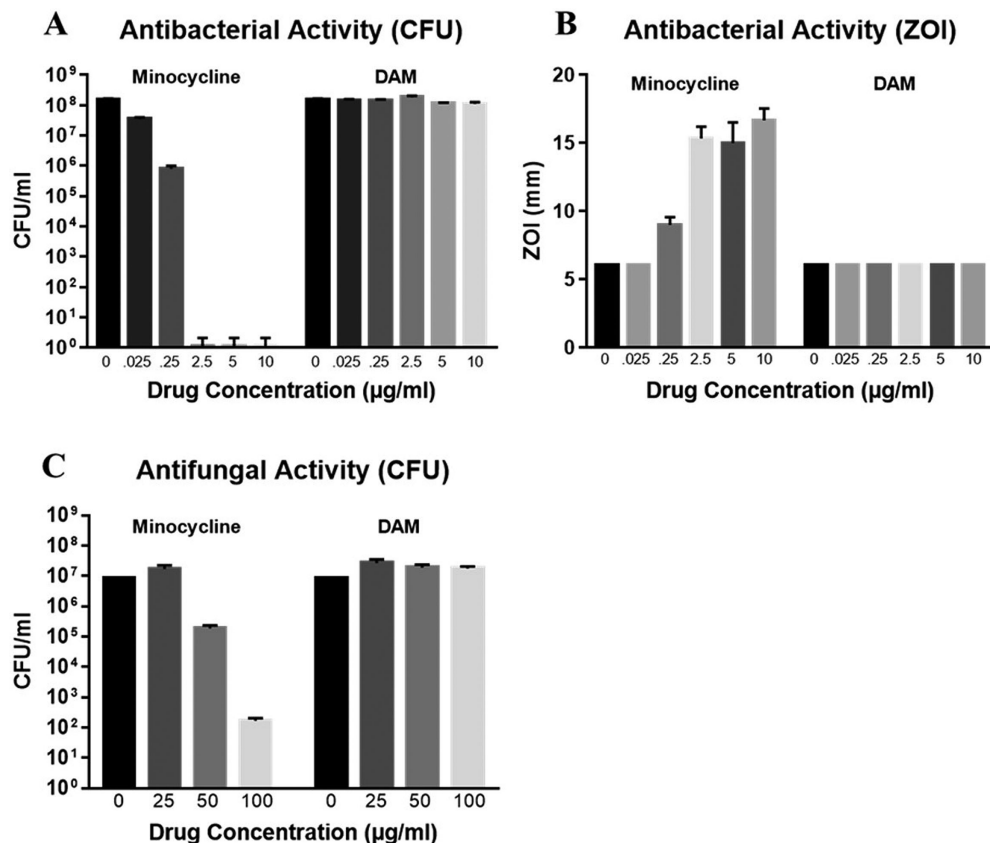 A Antibacterial Activity (CFU)
Minocycline DAM
CFU/ml
10⁹
10⁸
10⁷
10⁶
10⁵
10⁴
10³
10²
10¹
10⁰
0 .025 .25 2.5 5 10 0 .025 .25 2.5 5 10
Drug Concentration (µg/ml)
B Antibacterial Activity (ZOI)
Minocycline DAM
ZOI (mm)
20
15
10
5
0
0 .025 .25 2.5 5 10 0 .025 .25 2.5 5 10
Drug Concentration (µg/ml)
C Antifungal Activity (CFU)
Minocycline DAM
CFU/ml
10⁹
10⁸
10⁷
10⁶
10⁵
10⁴
10³
10²
10¹
10⁰
0 25 50 100 0 25 50 100
Drug Concentration (µg/ml)